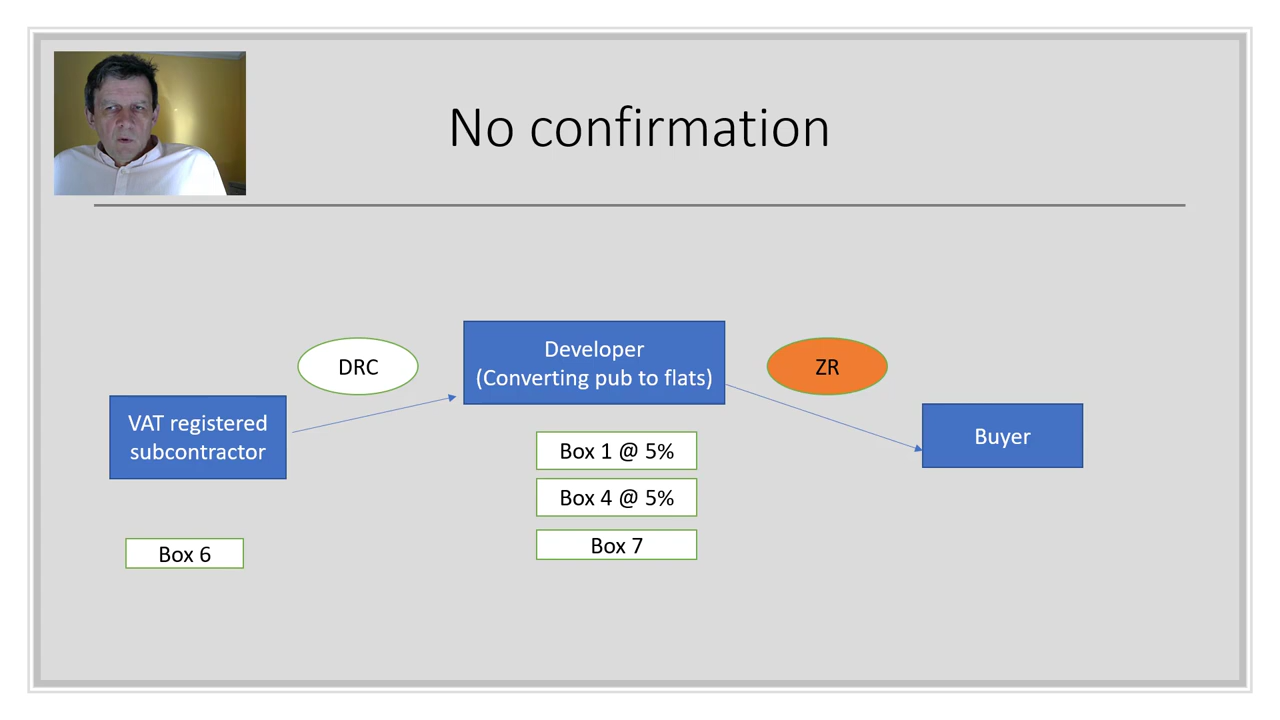 No confirmation
DRC
Developer
(Converting pub to flats)
ZR
VAT registered
subcontractor
Buyer
Box 1 @ 5%
Box 4 @ 5%
Box 7
Box 6